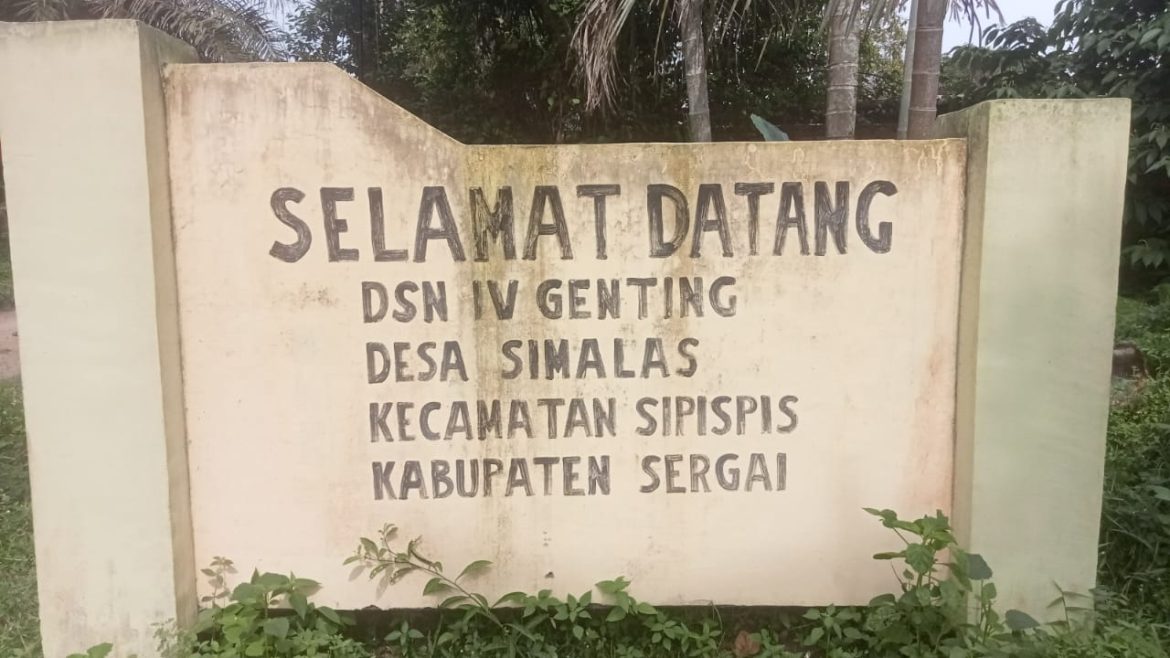 SELAMAT DATANG
DSN IV GENTING
DESA SIMALAS
KECAMATAN SIPISPIS
KABUPATEN SERGAI